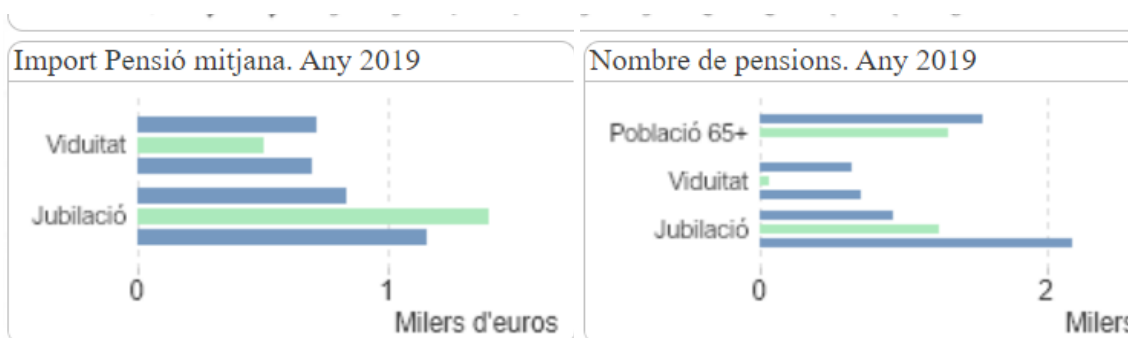 Import Pensió mitjana. Any 2019
Viduitat
Jubilació
0
1
Milers d'euros
Nombre de pensions. Any 2019
Població 65+
Viduitat
Jubilació
0
2
Milers